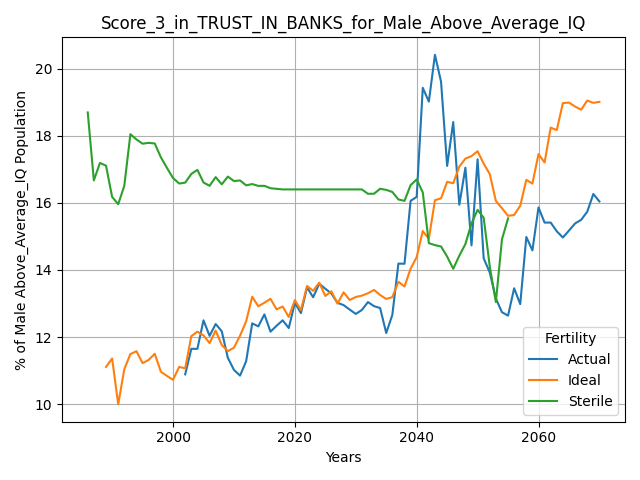 Score_3_in_TRUST_IN_BANKS_for_Male_Above_Average_IQ
% of Male Above_Average_IQ Population
20
18
16
14
12
10
2000
2020
2040
2060
Years
Fertility
Actual
Ideal
Sterile